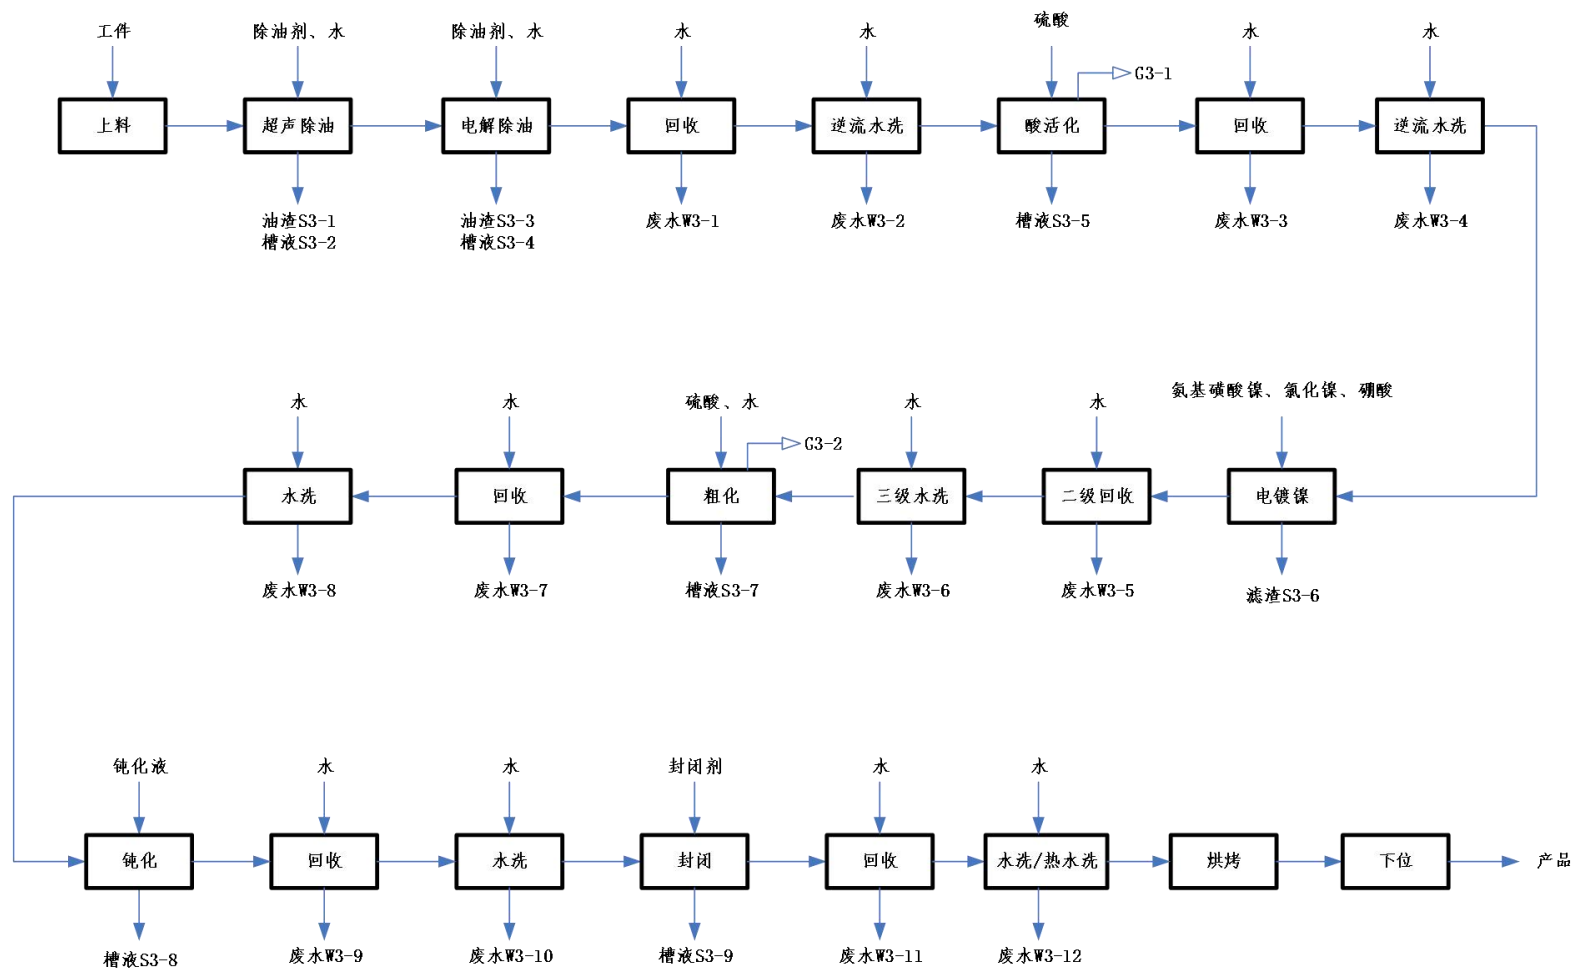 工件
除油剂、水
除油剂、水
水
水
硫酸
水
水
G3-1
上料
超声除油
电解除油
回收
逆流水洗
酸活化
回收
逆流水洗
油渣S3-1
槽液S3-2
油渣S3-3
槽液S3-4
废水W3-1
废水W3-2
槽液S3-5
废水W3-3
废水W3-4
水
水
硫酸、水
水
水
氨基磺酸镍、氯化镍、硼酸
G3-2
水洗
回收
粗化
三级水洗
二级回收
电镀镍
废水W3-8
废水W3-7
槽液S3-7
废水W3-6
废水W3-5
滤渣S3-6
钝化液
水
水
封闭剂
水
水
钝化
回收
水洗
封闭
回收
水洗/热水洗
烘烤
下位
产品
槽液S3-8
废水W3-9
废水W3-10
槽液S3-9
废水W3-11
废水W3-12